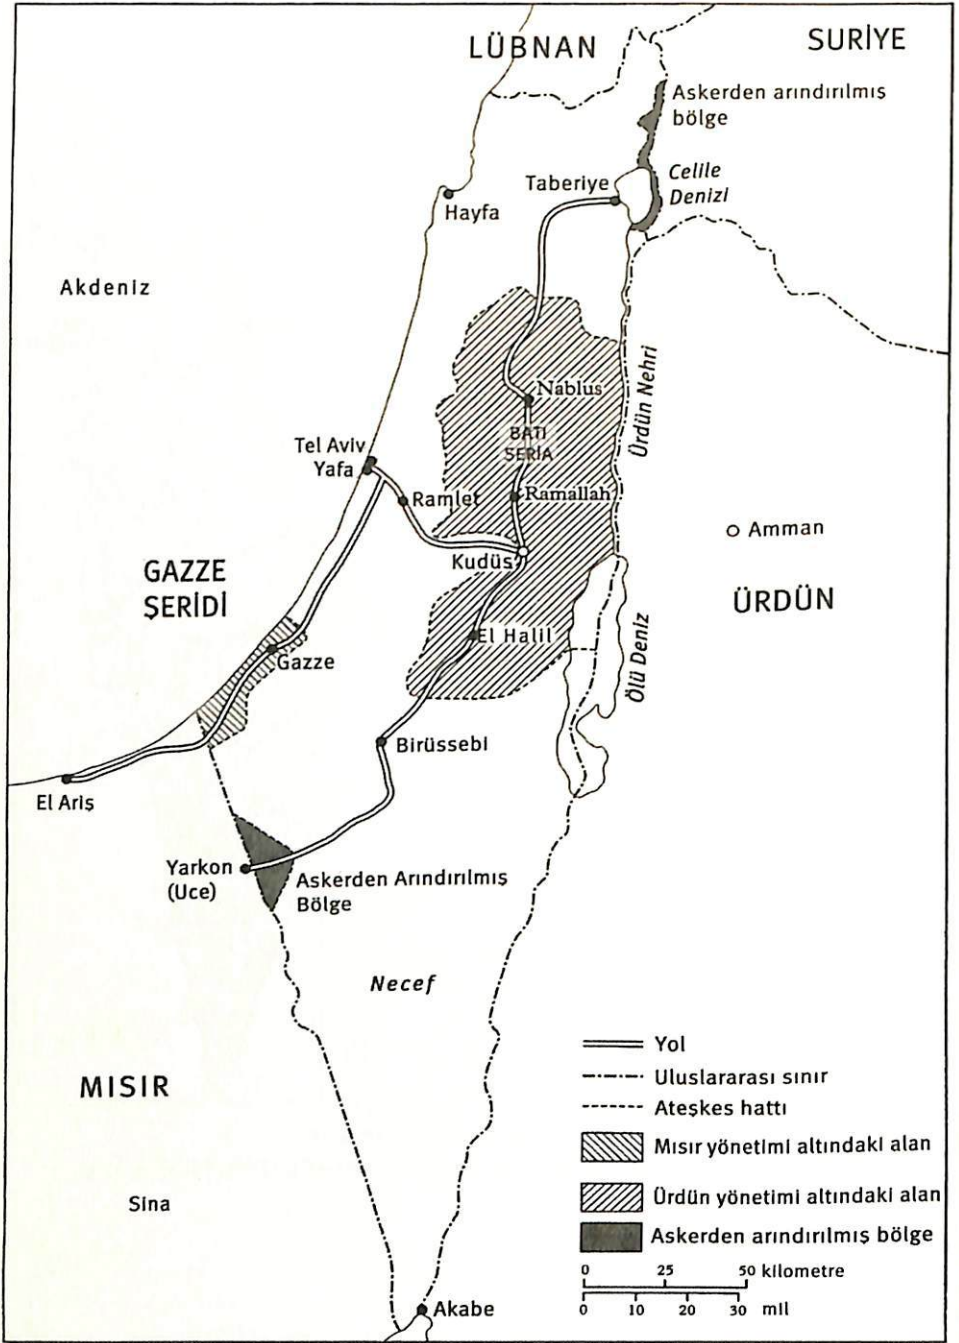 LÜBNAN
SURİYE
Askerden arındırılmış
bölge
Celile
Denizi
Taberiye
Hayfa
Akdeniz
Ürdün Nehri
Nablus
BATI
ŞERİA
Tel Aviv
Yafa
Ramlet
Ramallah
Amman
Kudüs
GAZZE
ŞERİDİ
ÜRDÜN
El Halil
Gazze
Ölü Deniz
Birüssebi
El Ariş
Yarkon
(Uce)
Askerden Arındırılmış
Bölge
Necef
MISIR
Sina
Yol
Uluslararası sınır
Ateşkes hattı
Mısır yönetimi altındaki alan
Ürdün yönetimi altındaki alan
Askerden arındırılmış bölge
0 25 50 kilometre
0 10 20 30 mil
Akabe